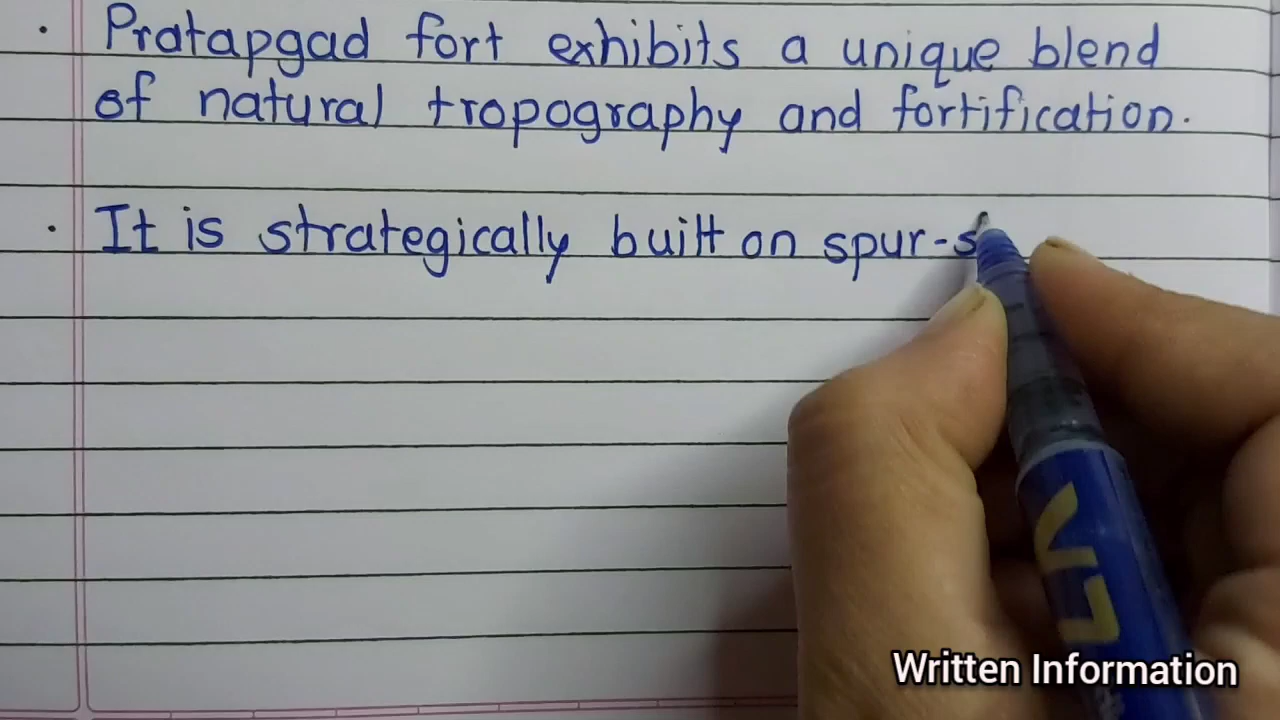 · Pratapgad fort exhibits a unique blend
of natural tropography and fortification.
· It is strategically built on spur-s
Written Information